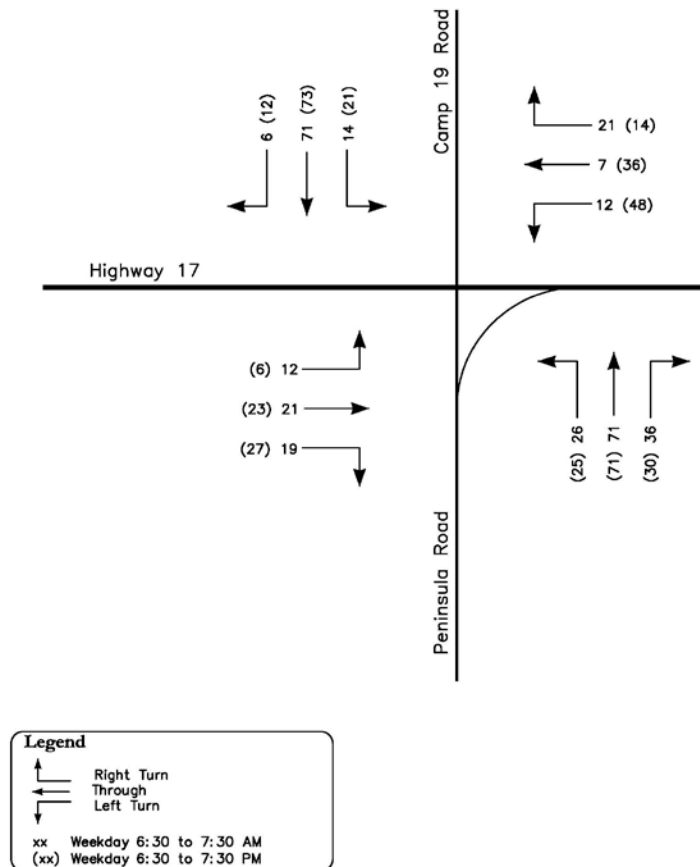 Camp 19 Road
6 (12)
71 (73)
14 (21)
21 (14)
7 (36)
12 (48)
Highway 17
(6) 12
(23) 21
(27) 19
(25) 26
(71) 71
(30) 36
Peninsula Road
Legend
Right Turn
Through
Left Turn
xx Weekday 6:30 to 7:30 AM
(xx) Weekday 6:30 to 7:30 PM